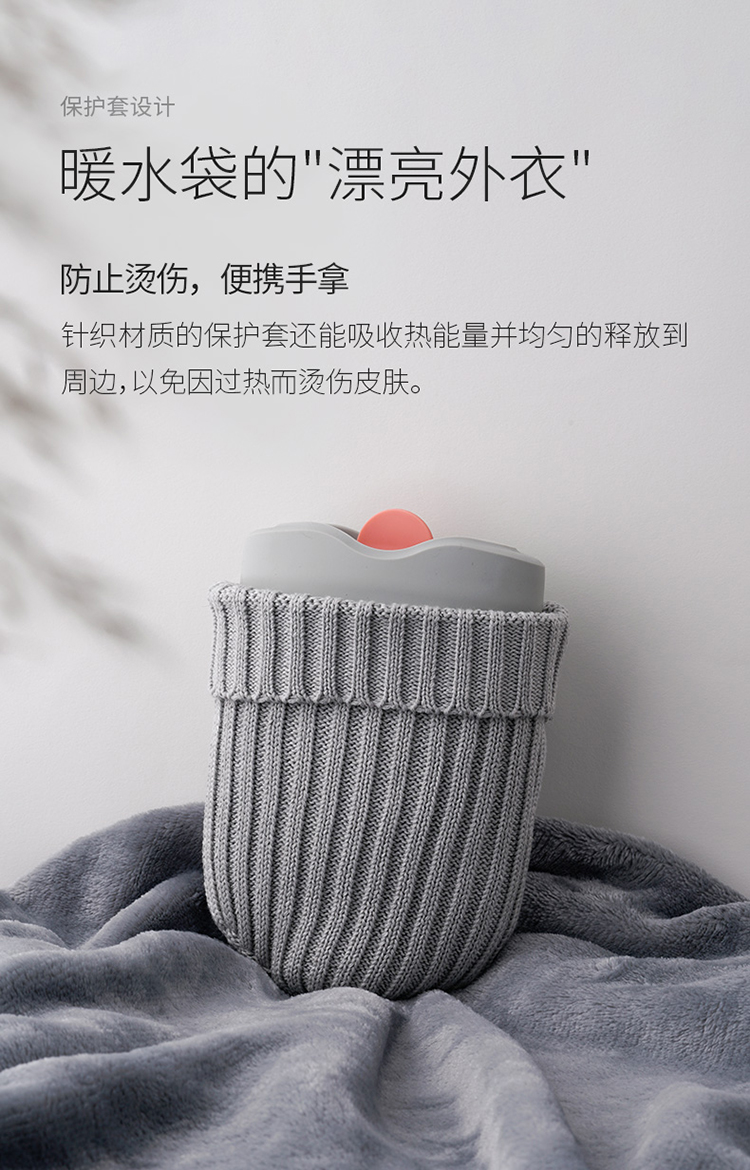 保护套设计
暖水袋的"漂亮外衣"
防止烫伤，便携手拿
针织材质的保护套还能吸收热能量并均匀的释放到
周边，以免因过热而烫伤皮肤。